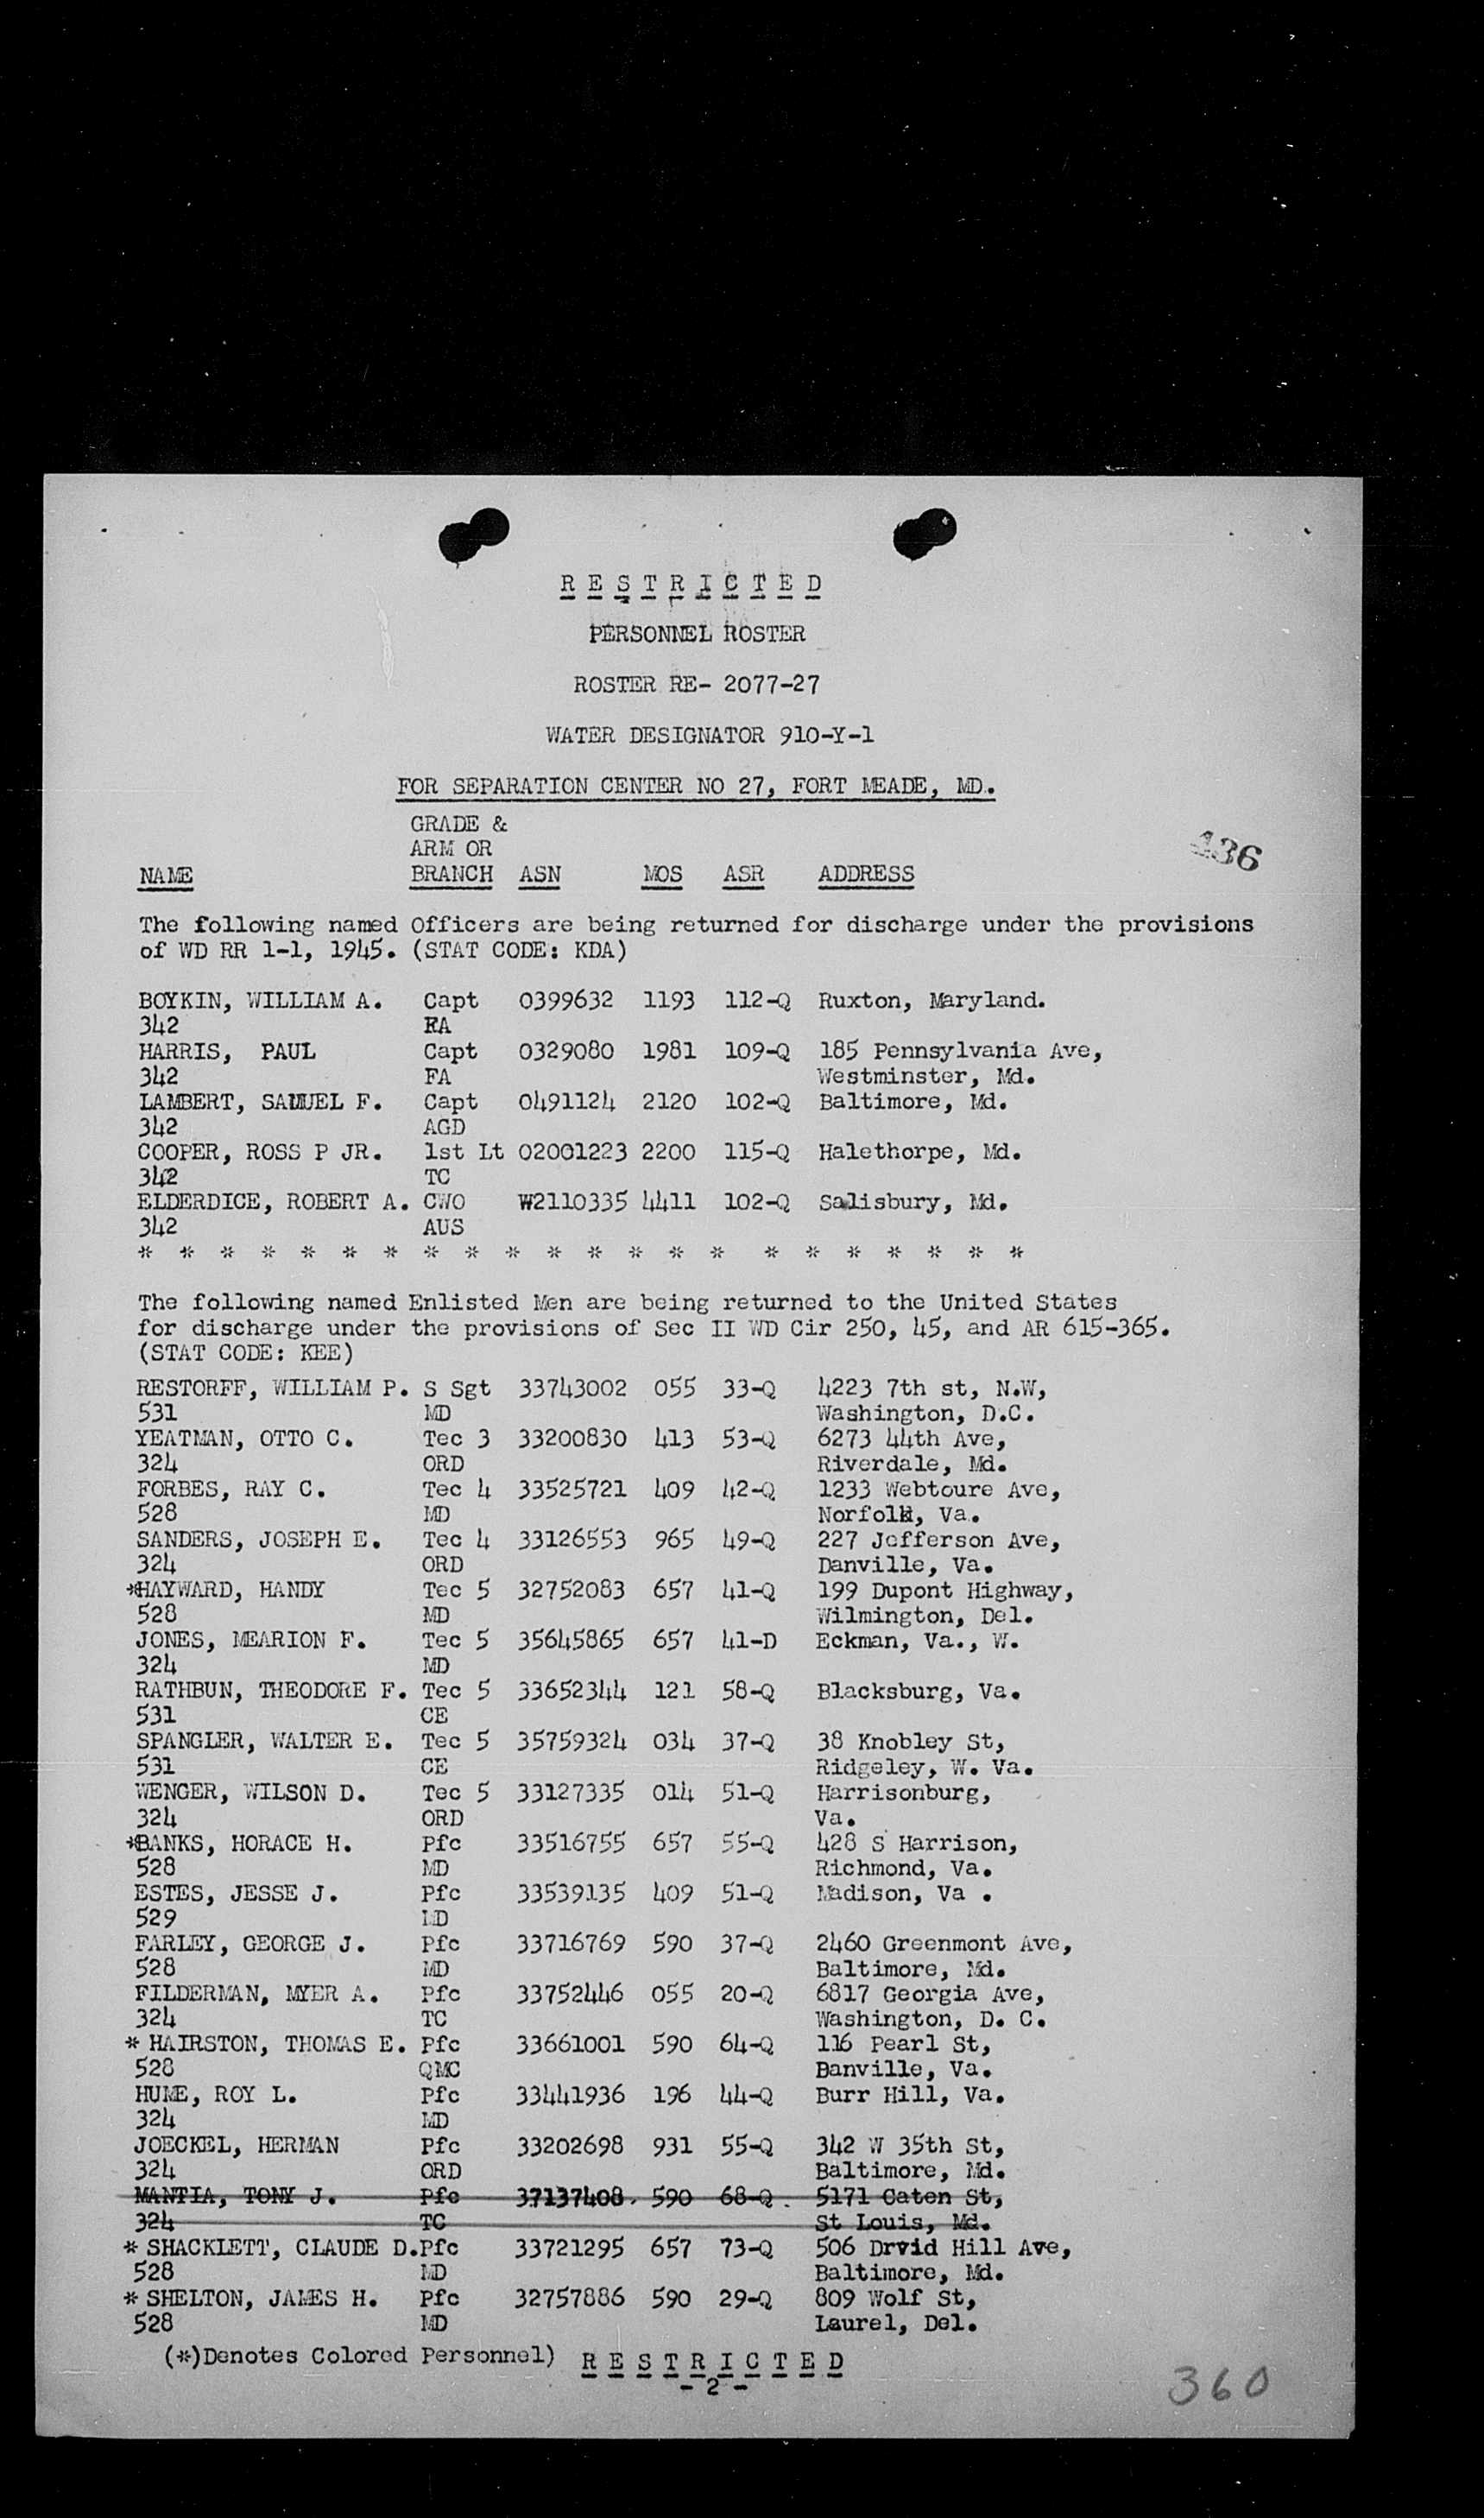 R E S T R I C T E D
PERSONNEL ROSTER
ROSTER RE- 2077-27
WATER DESIGNATOR 910-Y-1
FOR SEPARATION CENTER NO 27, FORT MEADE, MD.
GRADE &
ARM OR
NAME BRANCH ASN MOS ASR ADDRESS
136
The following named Officers are being returned for discharge under the provisions
of WD RR 1-1, 1945. (STAT CODE: KDA)
BOYKIN, WILLIAM A. Capt 0399632 1193 112-Q Ruxton, Maryland.
342 FA
HARRIS, PAUL Capt 0329080 1981 109-Q 185 Pennsylvania Ave,
342 FA Westminster, Md.
LAMBERT, SAMUEL F. Capt 0491124 2120 102-Q Baltimore, Md.
342 AGD
COOPER, ROSS P JR. 1st Lt 02001223 2200 115-Q Halethorpe, Md.
342 TC
ELDERDICE, ROBERT A. CWO W2110335 4411 102-Q Salisbury, Md.
342 AUS
* * * * * * * * * * * * * * * * * * * * * *
The following named Enlisted Men are being returned to the United States
for discharge under the provisions of Sec II WD Cir 250, 45, and AR 615-365.
(STAT CODE: KEE)
RESTORFF, WILLIAM P. S Sgt 33743002 055 33-Q 4223 7th st, N.W,
531 MD Washington, D.C.
YEATMAN, OTTO C. Tec 3 33200830 413 53-Q 6273 44th Ave,
324 ORD Riverdale, Md.
FORBES, RAY C. Tec 4 33525721 409 42-Q 1233 Webtoure Ave,
528 MD Norfolk, Va.
SANDERS, JOSEPH E. Tec 4 33126553 965 49-Q 227 Jefferson Ave,
324 ORD Danville, Va.
*HAYWARD, HANDY Tec 5 32752083 657 41-Q 199 Dupont Highway,
528 MD Wilmington, Del.
JONES, MEARION F. Tec 5 35645865 657 41-D Eckman, Va., W.
324 MD
RATHBUN, THEODORE F. Tec 5 33652344 121 58-Q Blacksburg, Va.
531 CE
SPANGLER, WALTER E. Tec 5 35759324 034 37-Q 38 Knobley St,
531 CE Ridgeley, W. Va.
WENGER, WILSON D. Tec 5 33127335 014 51-Q Harrisonburg,
324 ORD Va.
*BANKS, HORACE H. Pfc 33516755 657 55-Q 428 S Harrison,
528 MD Richmond, Va.
ESTES, JESSE J. Pfc 33539135 409 51-Q Madison, Va .
529 MD
FARLEY, GEORGE J. Pfc 33716769 590 37-Q 2460 Greenmont Ave,
528 MD Baltimore, Md.
FILDERMAN, MYER A. Pfc 33752446 055 20-Q 6817 Georgia Ave,
324 TC Washington, D. C.
* HAIRSTON, THOMAS E. Pfc 33661001 590 64-Q 116 Pearl St,
528 QMC Banville, Va.
HUME, ROY L. Pfc 33441936 196 44-Q Burr Hill, Va.
324 MD
JOECKEL, HERMAN Pfc 33202698 931 55-Q 342 W 35th St,
324 ORD Baltimore, Md.
MANTIA, TONY J. Pfc 37137408. 590 68-Q . 5171 Caten St,
324 TC St Louis, Md.
* SHACKLETT, CLAUDE D.Pfc 33721295 657 73-Q 506 Drvid Hill Ave,
528 MD Baltimore, Md.
* SHELTON, JAMES H. Pfc 32757886 590 29-Q 809 Wolf St,
528 MD Laurel, Del.
(*)Denotes Colored Personnel) R E S T R I C T E D
- 2 -
360